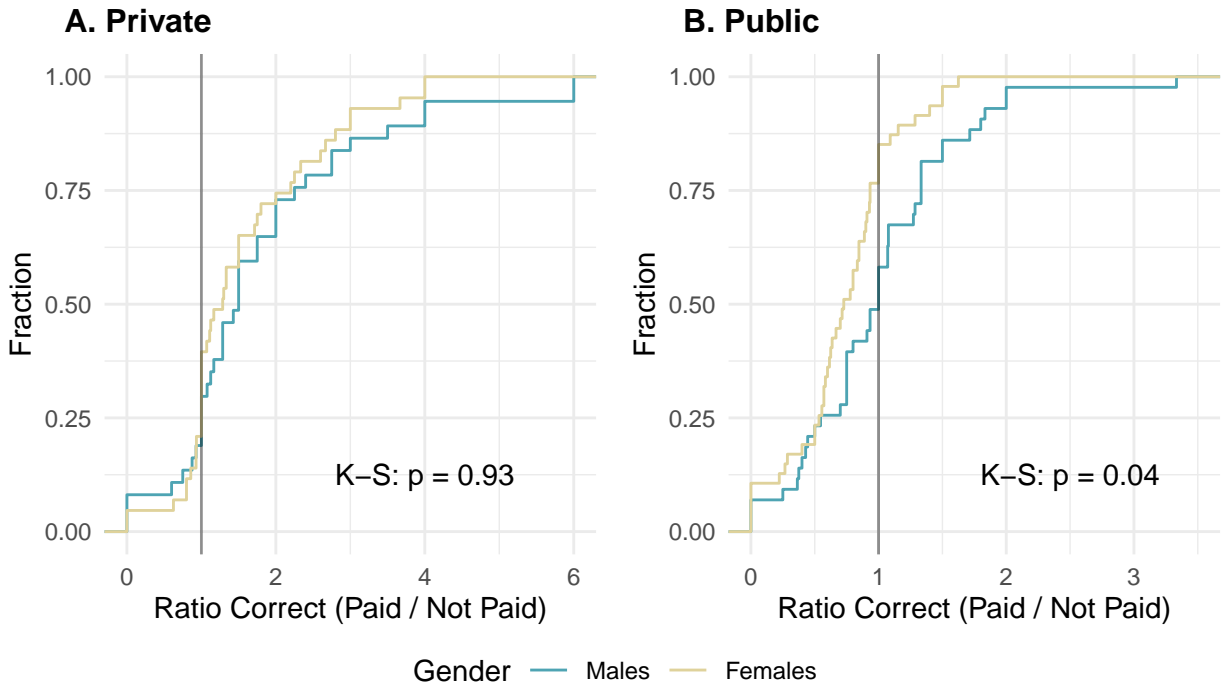 A. Private
B. Public
1.00
0.75
0.50
0.25
0.00
Fraction
K−S: p = 0.93
0 2 4 6
Ratio Correct (Paid / Not Paid)
1.00
0.75
0.50
0.25
0.00
Fraction
K−S: p = 0.04
0 1 2 3
Ratio Correct (Paid / Not Paid)
Gender Males Females